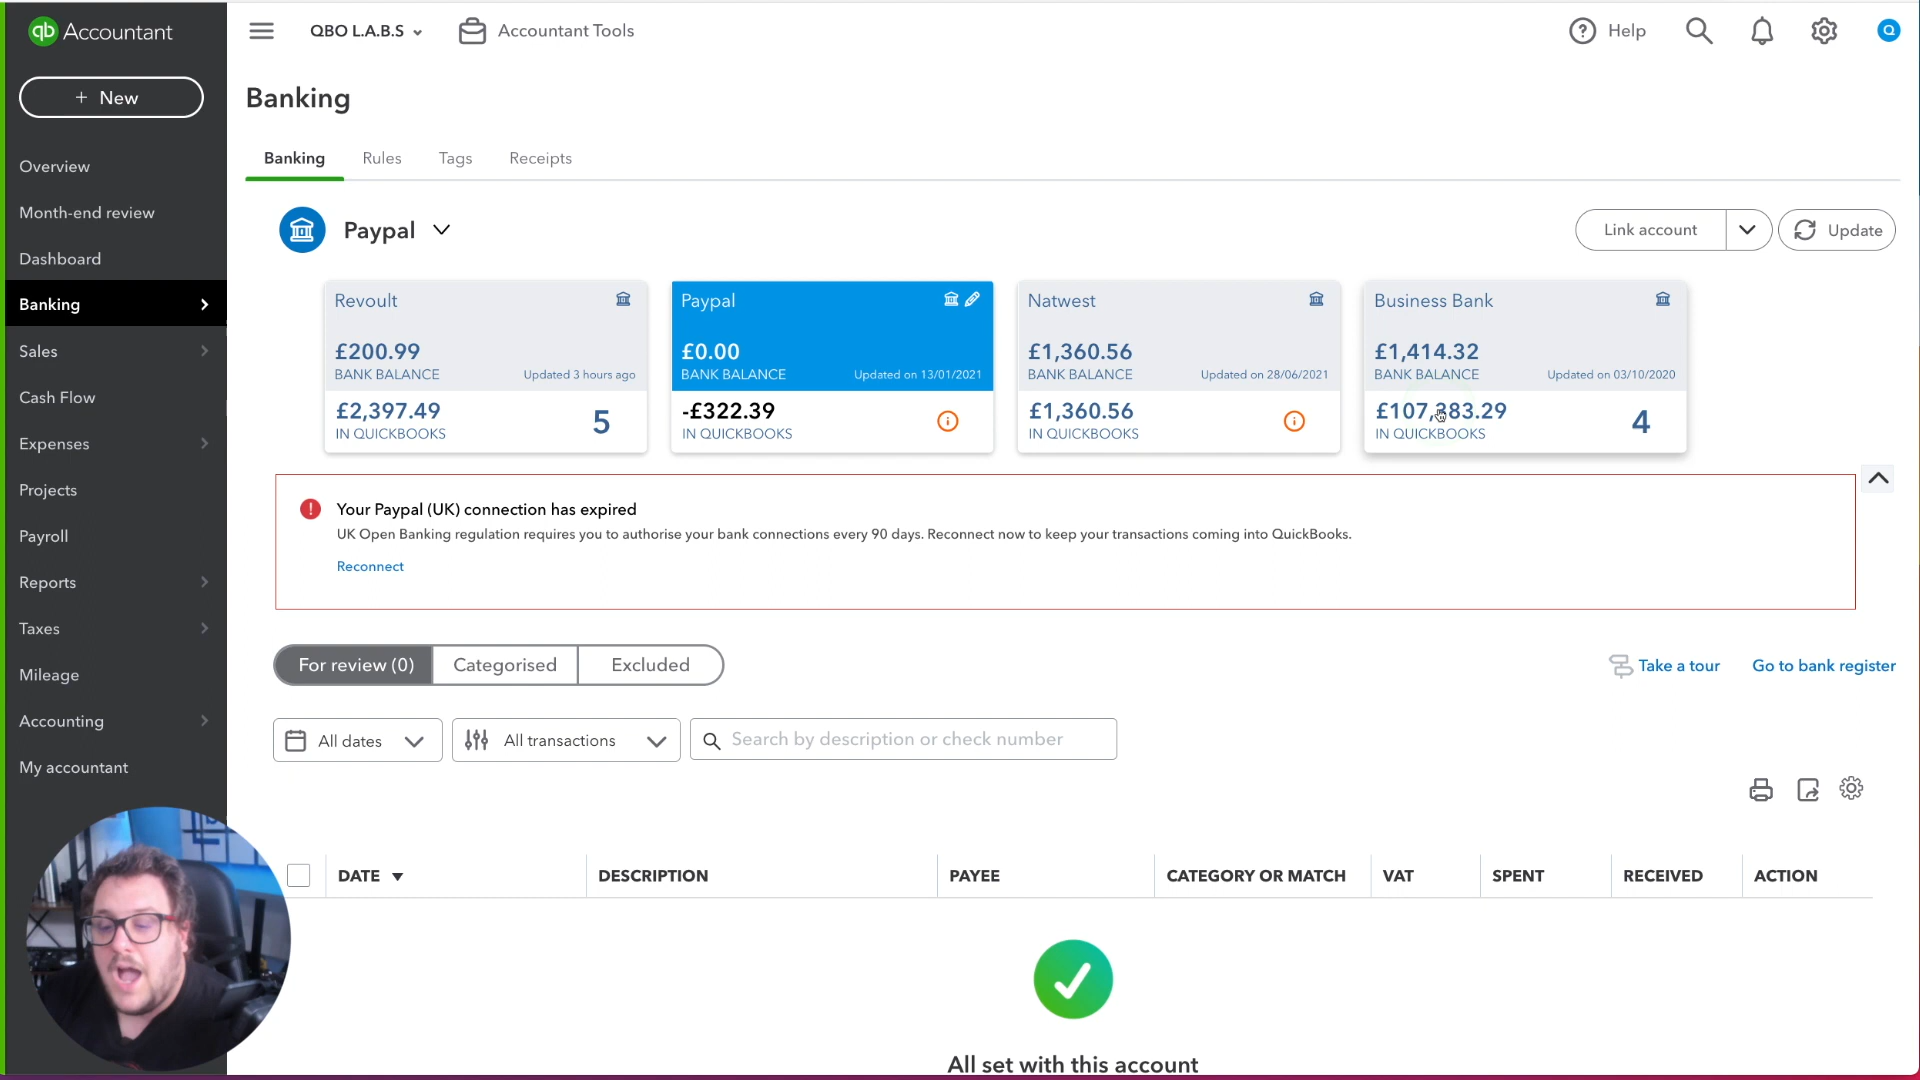 qb Accountant
QBO L.A.B.S
Accountant Tools
Help
Q
+ New
Overview
Month-end review
Dashboard
Banking
Sales
Cash Flow
Expenses
Projects
Payroll
Reports
Taxes
Mileage
Accounting
My accountant
Banking
Banking Rules Tags Receipts
Paypal
Link account
Update
Revoult
£200.99
BANK BALANCE Updated 3 hours ago
£2,397.49
IN QUICKBOOKS
5
Paypal
£0.00
BANK BALANCE Updated on 13/01/2021
-£322.39
IN QUICKBOOKS
Natwest
£1,360.56
BANK BALANCE Updated on 28/06/2021
£1,360.56
IN QUICKBOOKS
Business Bank
£1,414.32
BANK BALANCE Updated on 03/10/2020
£107,383.29
IN QUICKBOOKS
4
Your Paypal (UK) connection has expired
UK Open Banking regulation requires you to authorise your bank connections every 90 days. Reconnect now to keep your transactions coming into QuickBooks.
Reconnect
For review (0) Categorised Excluded
Take a tour Go to bank register
All dates All transactions Search by description or check number
DATE DESCRIPTION PAYEE CATEGORY OR MATCH VAT SPENT RECEIVED ACTION
All set with this account